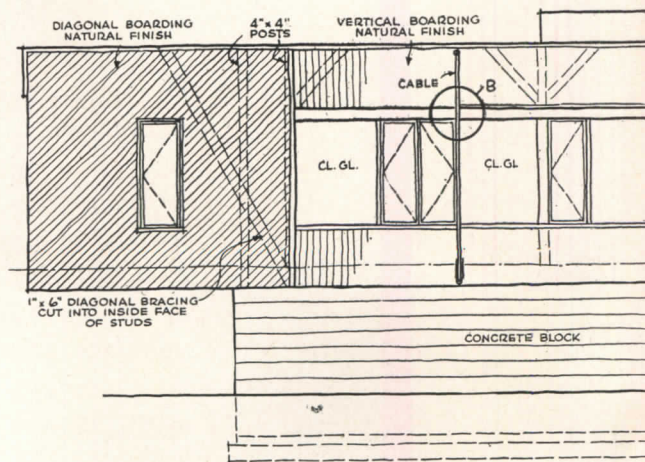 DIAGONAL BOARDING
NATURAL FINISH
4"x 4"
POSTS
VERTICAL BOARDING
NATURAL FINISH
CABLE
B
CL. GL.
CL. GL
1"x 6" DIAGONAL BRACING
CUT INTO INSIDE FACE
OF STUDS
CONCRETE BLOCK